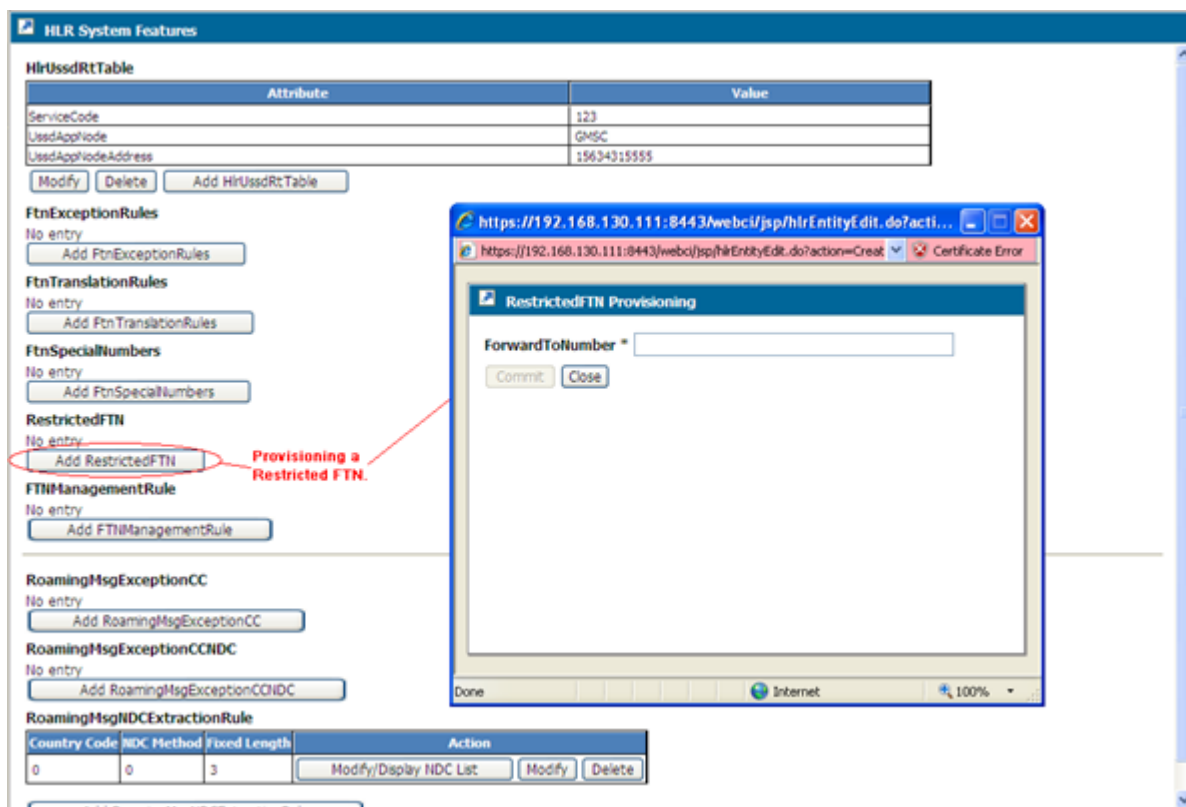 HLR System Features
HlrUssdRtTable
Attribute Value
ServiceCode 123
UssdAppNode GMSC
UssdAppNodeAddress 15634315555
Modify Delete Add HlrUssdRtTable
FtnExceptionRules
No entry
Add FtnExceptionRules
FtnTranslationRules
No entry
Add FtnTranslationRules
FtnSpecialNumbers
No entry
Add FtnSpecialNumbers
RestrictedFTN
No entry
Add RestrictedFTN
Provisioning a
Restricted FTN.
FTNManagementRule
No entry
Add FTNManagementRule
RoamingMsgExceptionCC
No entry
Add RoamingMsgExceptionCC
RoamingMsgExceptionCCNDC
No entry
Add RoamingMsgExceptionCCNDC
RoamingMsgNDCExtractionRule
Country Code NDC Method Fixed Length Action
0 0 3 Modify/Display NDC List Modify Delete
https://192.168.130.111:8443/webci/jsp/hlrEntityEdit.do?acti...
https://192.168.130.111:8443/webci/jsp/hlrEntityEdit.do?action=Creat Certificate Error
RestrictedFTN Provisioning
ForwardToNumber *
Commit Close
Done Internet 100%